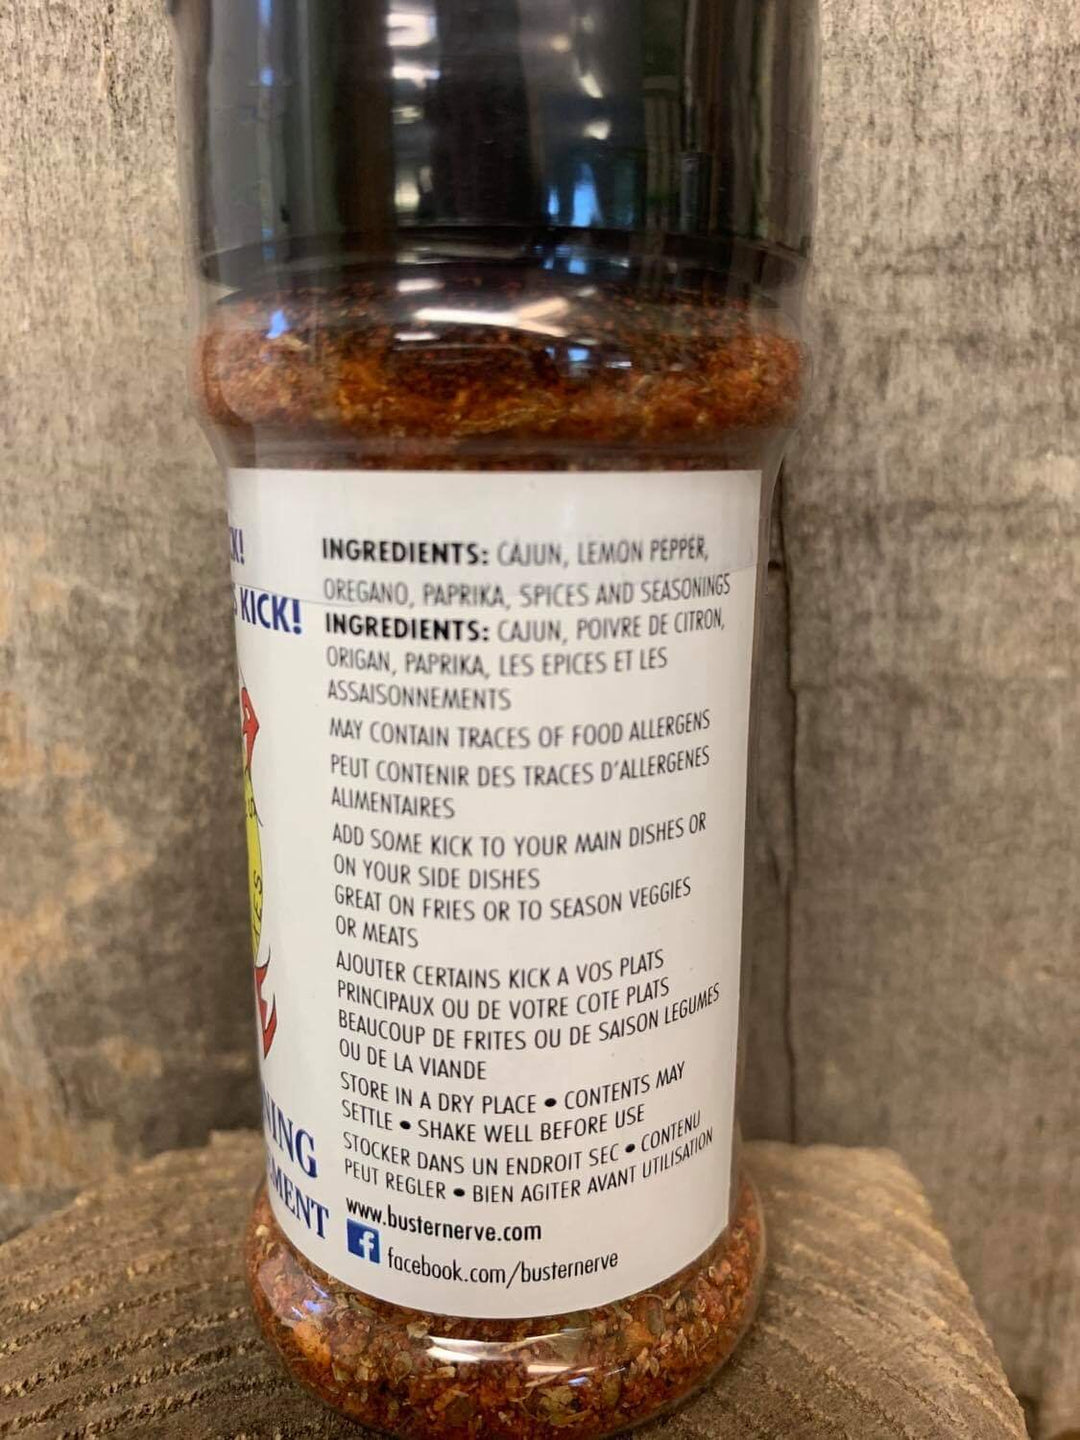 K!
S KICK!
INGREDIENTS: CAJUN, LEMON PEPPER,
OREGANO, PAPRIKA, SPICES AND SEASONINGS
INGREDIENTS: CAJUN, POIVRE DE CITRON,
ORIGAN, PAPRIKA, LES EPICES ET LES
ASSAISONNEMENTS
MAY CONTAIN TRACES OF FOOD ALLERGENS
PEUT CONTENIR DES TRACES D'ALLERGENES
ALIMENTAIRES
ADD SOME KICK TO YOUR MAIN DISHES OR
ON YOUR SIDE DISHES
GREAT ON FRIES OR TO SEASON VEGGIES
OR MEATS
AJOUTER CERTAINS KICK A VOS PLATS
PRINCIPAUX OU DE VOTRE COTE PLATS
BEAUCOUP DE FRITES OU DE SAISON LEGUMES
OU DE LA VIANDE
STORE IN A DRY PLACE • CONTENTS MAY
SETTLE • SHAKE WELL BEFORE USE
STOCKER DANS UN ENDROIT SEC • CONTENU
PEUT REGLER • BIEN AGITER AVANT UTILISATION
www.busternerve.com
f facebook.com/busternerve
NING
MENT